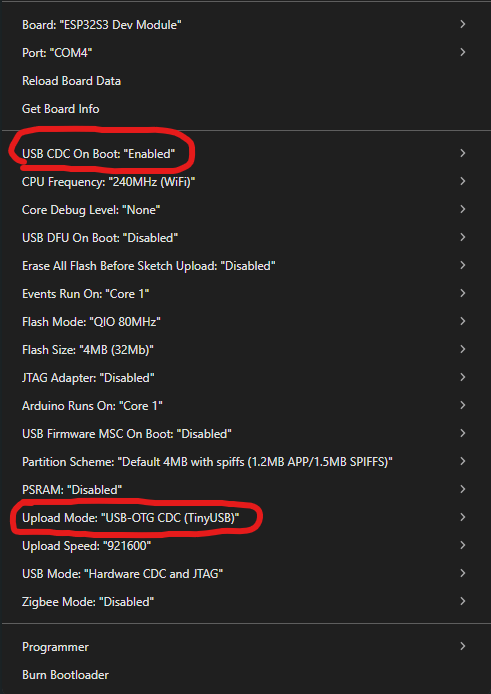 Board: "ESP32S3 Dev Module"
Port: "COM4"
Reload Board Data
Get Board Info
USB CDC On Boot: "Enabled"
CPU Frequency: "240MHz (WiFi)"
Core Debug Level: "None"
USB DFU On Boot: "Disabled"
Erase All Flash Before Sketch Upload: "Disabled"
Events Run On: "Core 1"
Flash Mode: "QIO 80MHz"
Flash Size: "4MB (32Mb)"
JTAG Adapter: "Disabled"
Arduino Runs On: "Core 1"
USB Firmware MSC On Boot: "Disabled"
Partition Scheme: "Default 4MB with spiffs (1.2MB APP/1.5MB SPIFFS)"
PSRAM: "Disabled"
Upload Mode: "USB-OTG CDC (TinyUSB)"
Upload Speed: "921600"
USB Mode: "Hardware CDC and JTAG"
Zigbee Mode: "Disabled"
Programmer
Burn Bootloader